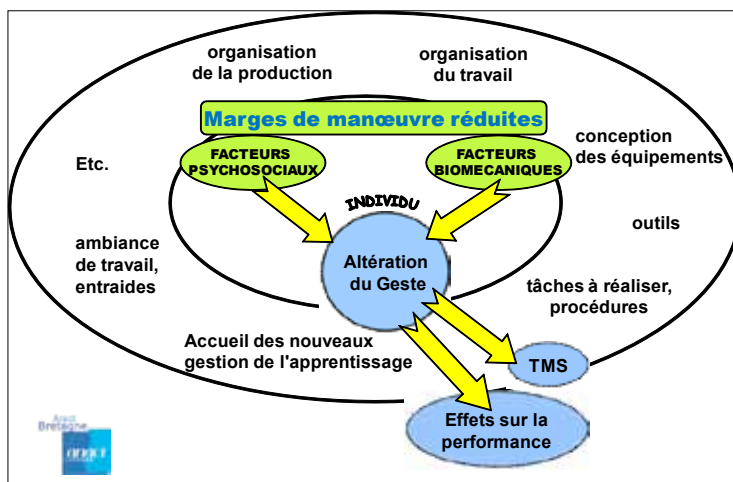 organisation
de la production
organisation
du travail
Marges de manœuvre réduites
FACTEURS
PSYCHOSOCIAUX
FACTEURS
BIOMECANIQUES
conception
des équipements
Etc.
INDIVIDU
outils
Altération
du Geste
ambiance
de travail,
entraides
tâches à réaliser,
procédures
Accueil des nouveaux
gestion de l'apprentissage
TMS
Effets sur la
performance
Aract
Bretagne
anact